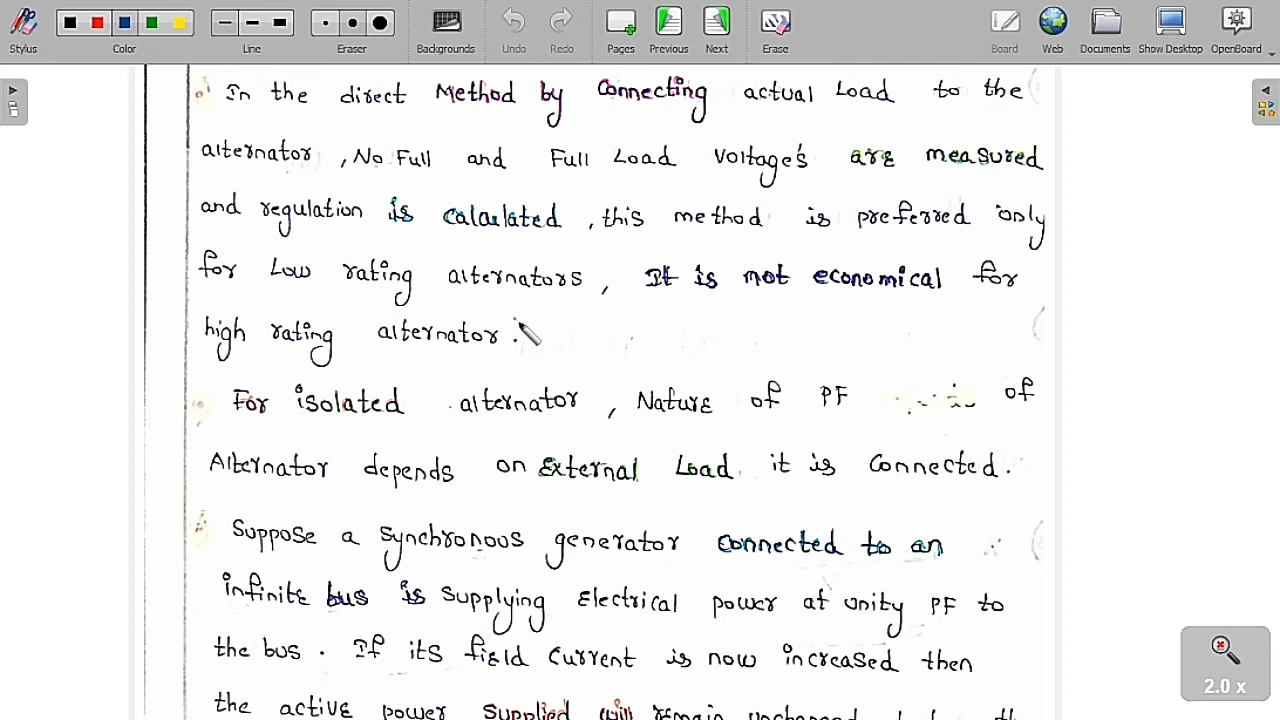 Stylus
Color
Line
Eraser
Backgrounds
Undo
Redo
Pages
Previous
Next
Erase
Board
Web
Documents
Show Desktop
OpenBoard
In the direct Method by Connecting actual Load to the
alternator , No Full and Full Load Voltage's are measured
and regulation is calculated , this method is preferred only
for Low rating alternators , It is not economical for
high rating alternator .
For isolated alternator , Nature of PF of
Alternator depends on External Load it is Connected .
Suppose a synchronous generator connected to an
infinite bus is supplying Electrical power at unity PF to
the bus . If its field Current is now increased then
the active power supplied will remain unchanged
2.0 x